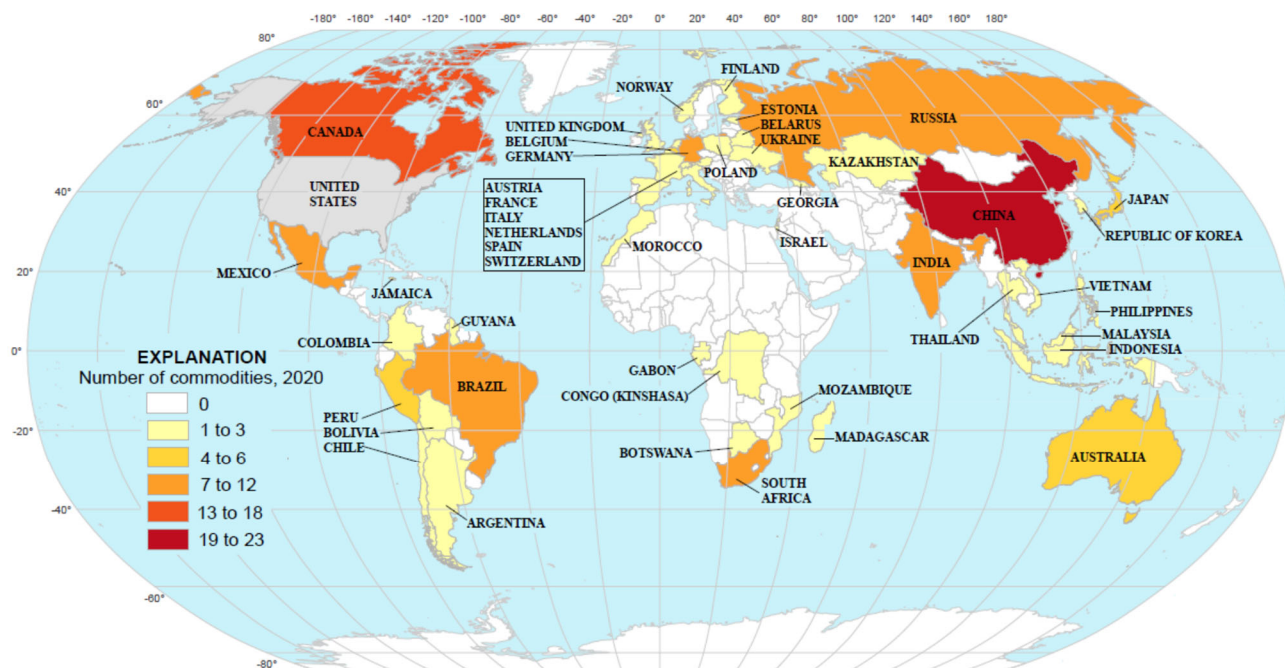 -180° -160° -140° -120° -100° -80° -60° -40° -20° 0° 20° 40° 60° 80° 100° 120° 140° 160° 180°
80°
60°
40°
20°
0°
-20°
-40°
-60°
-80°
FINLAND
NORWAY
ESTONIA
BELARUS
UKRAINE
RUSSIA
CANADA
UNITED KINGDOM
BELGIUM
GERMANY
KAZAKHSTAN
POLAND
UNITED
STATES
AUSTRIA
FRANCE
ITALY
NETHERLANDS
SPAIN
SWITZERLAND
GEORGIA
CHINA
JAPAN
REPUBLIC OF KOREA
MOROCCO
ISRAEL
INDIA
MEXICO
JAMAICA
VIETNAM
PHILIPPINES
GUYANA
THAILAND
MALAYSIA
INDONESIA
COLOMBIA
GABON
BRAZIL
CONGO (KINSHASA)
MOZAMBIQUE
PERU
BOLIVIA
CHILE
MADAGASCAR
BOTSWANA
AUSTRALIA
SOUTH
AFRICA
ARGENTINA
EXPLANATION
Number of commodities, 2020
0
1 to 3
4 to 6
7 to 12
13 to 18
19 to 23